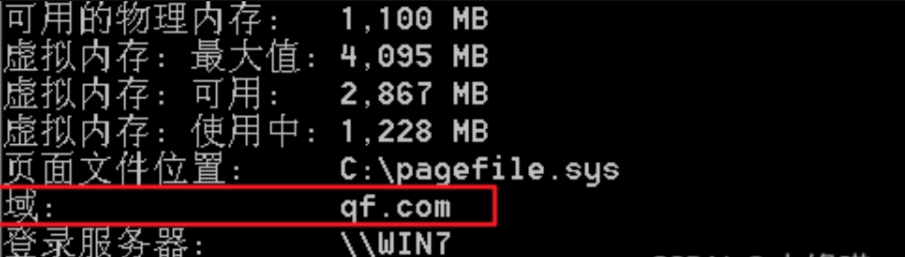 可用的物理内存: 1,100 MB
虚拟内存: 最大值: 4,095 MB
虚拟内存: 可用: 2,867 MB
虚拟内存: 使用中: 1,228 MB
页面文件位置: C:\pagefile.sys
域: qf.com
登录服务器: \\WIN7